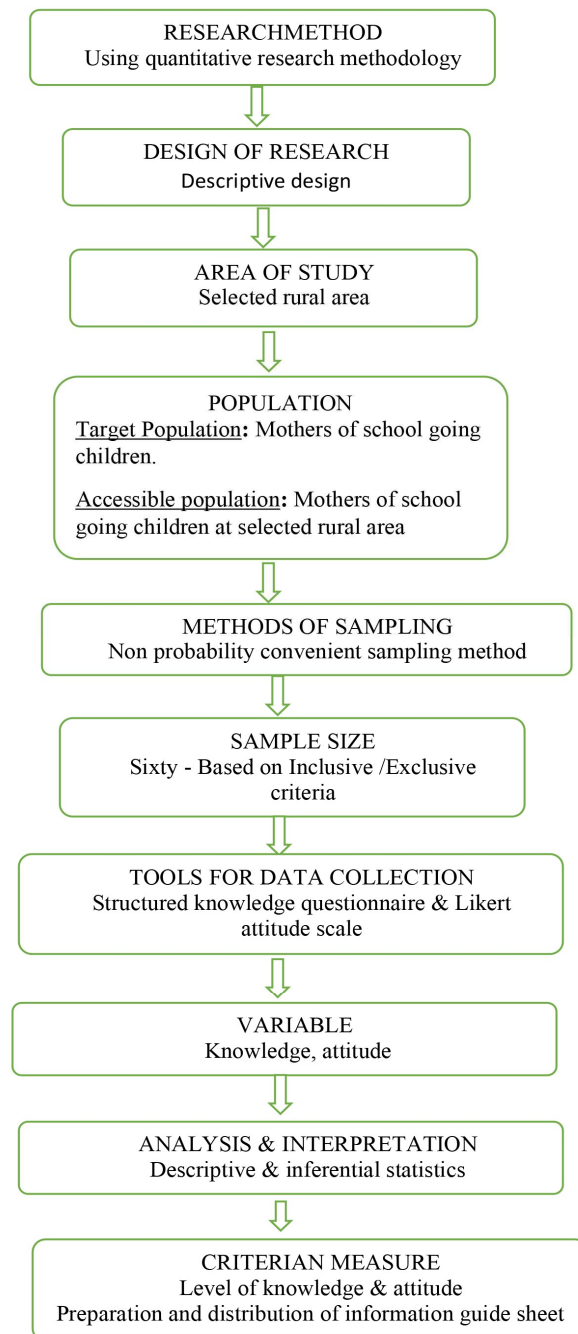 RESEARCHMETHOD
Using quantitative research methodology
DESIGN OF RESEARCH
Descriptive design
AREA OF STUDY
Selected rural area
POPULATION
Target Population: Mothers of school going
children.
Accessible population: Mothers of school
going children at selected rural area
METHODS OF SAMPLING
Non probability convenient sampling method
SAMPLE SIZE
Sixty - Based on Inclusive /Exclusive
criteria
TOOLS FOR DATA COLLECTION
Structured knowledge questionnaire & Likert
attitude scale
VARIABLE
Knowledge, attitude
ANALYSIS & INTERPRETATION
Descriptive & inferential statistics
CRITERIAN MEASURE
Level of knowledge & attitude
Preparation and distribution of information guide sheet